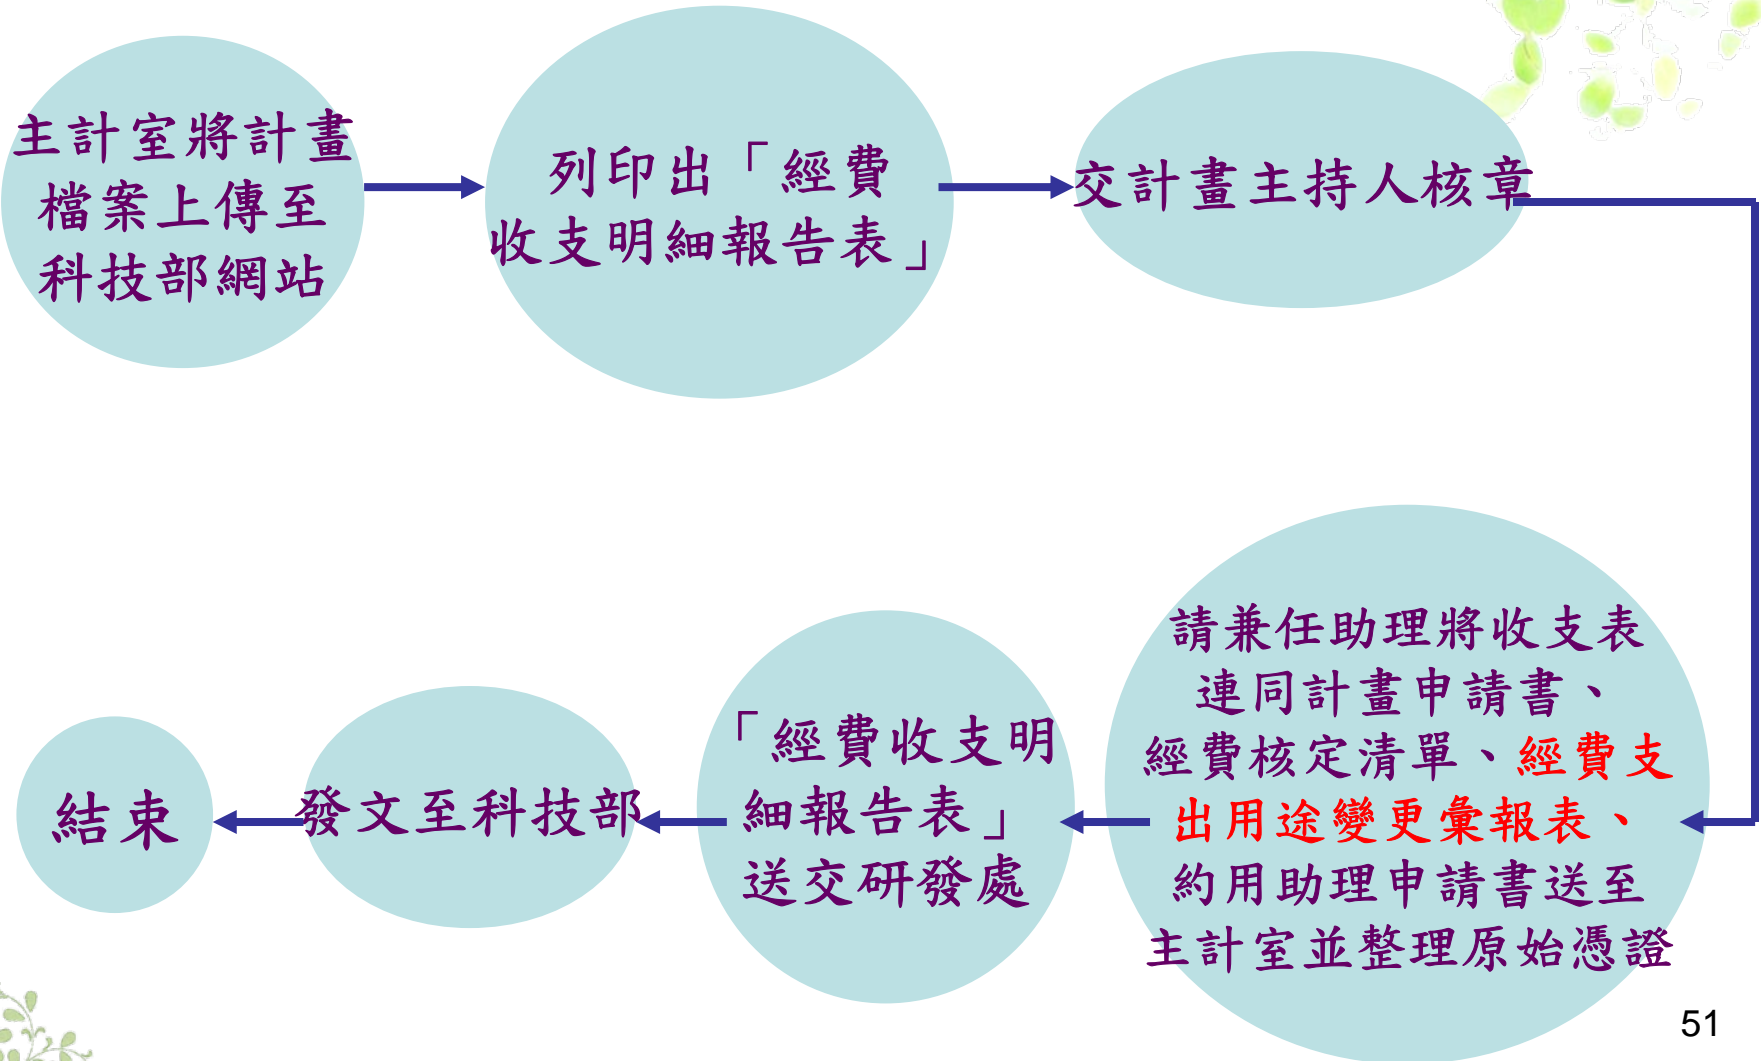 主計室將計畫
檔案上傳至
科技部網站
列印出「經費
收支明細報告表」
交計畫主持人核章
請兼任助理將收支表
連同計畫申請書、
經費核定清單、經費支
出用途變更彙報表、
約用助理申請書送至
主計室並整理原始憑證
「經費收支明
細報告表」
送交研發處
發文至科技部
結束
51